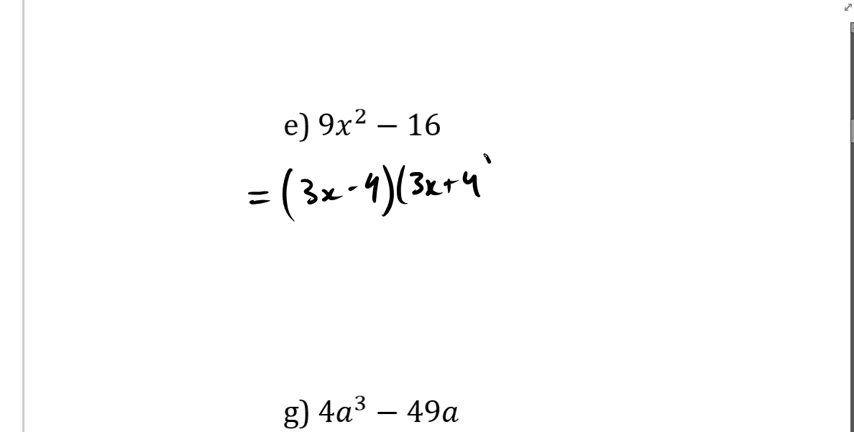 e) 9x² − 16
= (3x - 4)(3x + 4
g) 4a³ − 49a